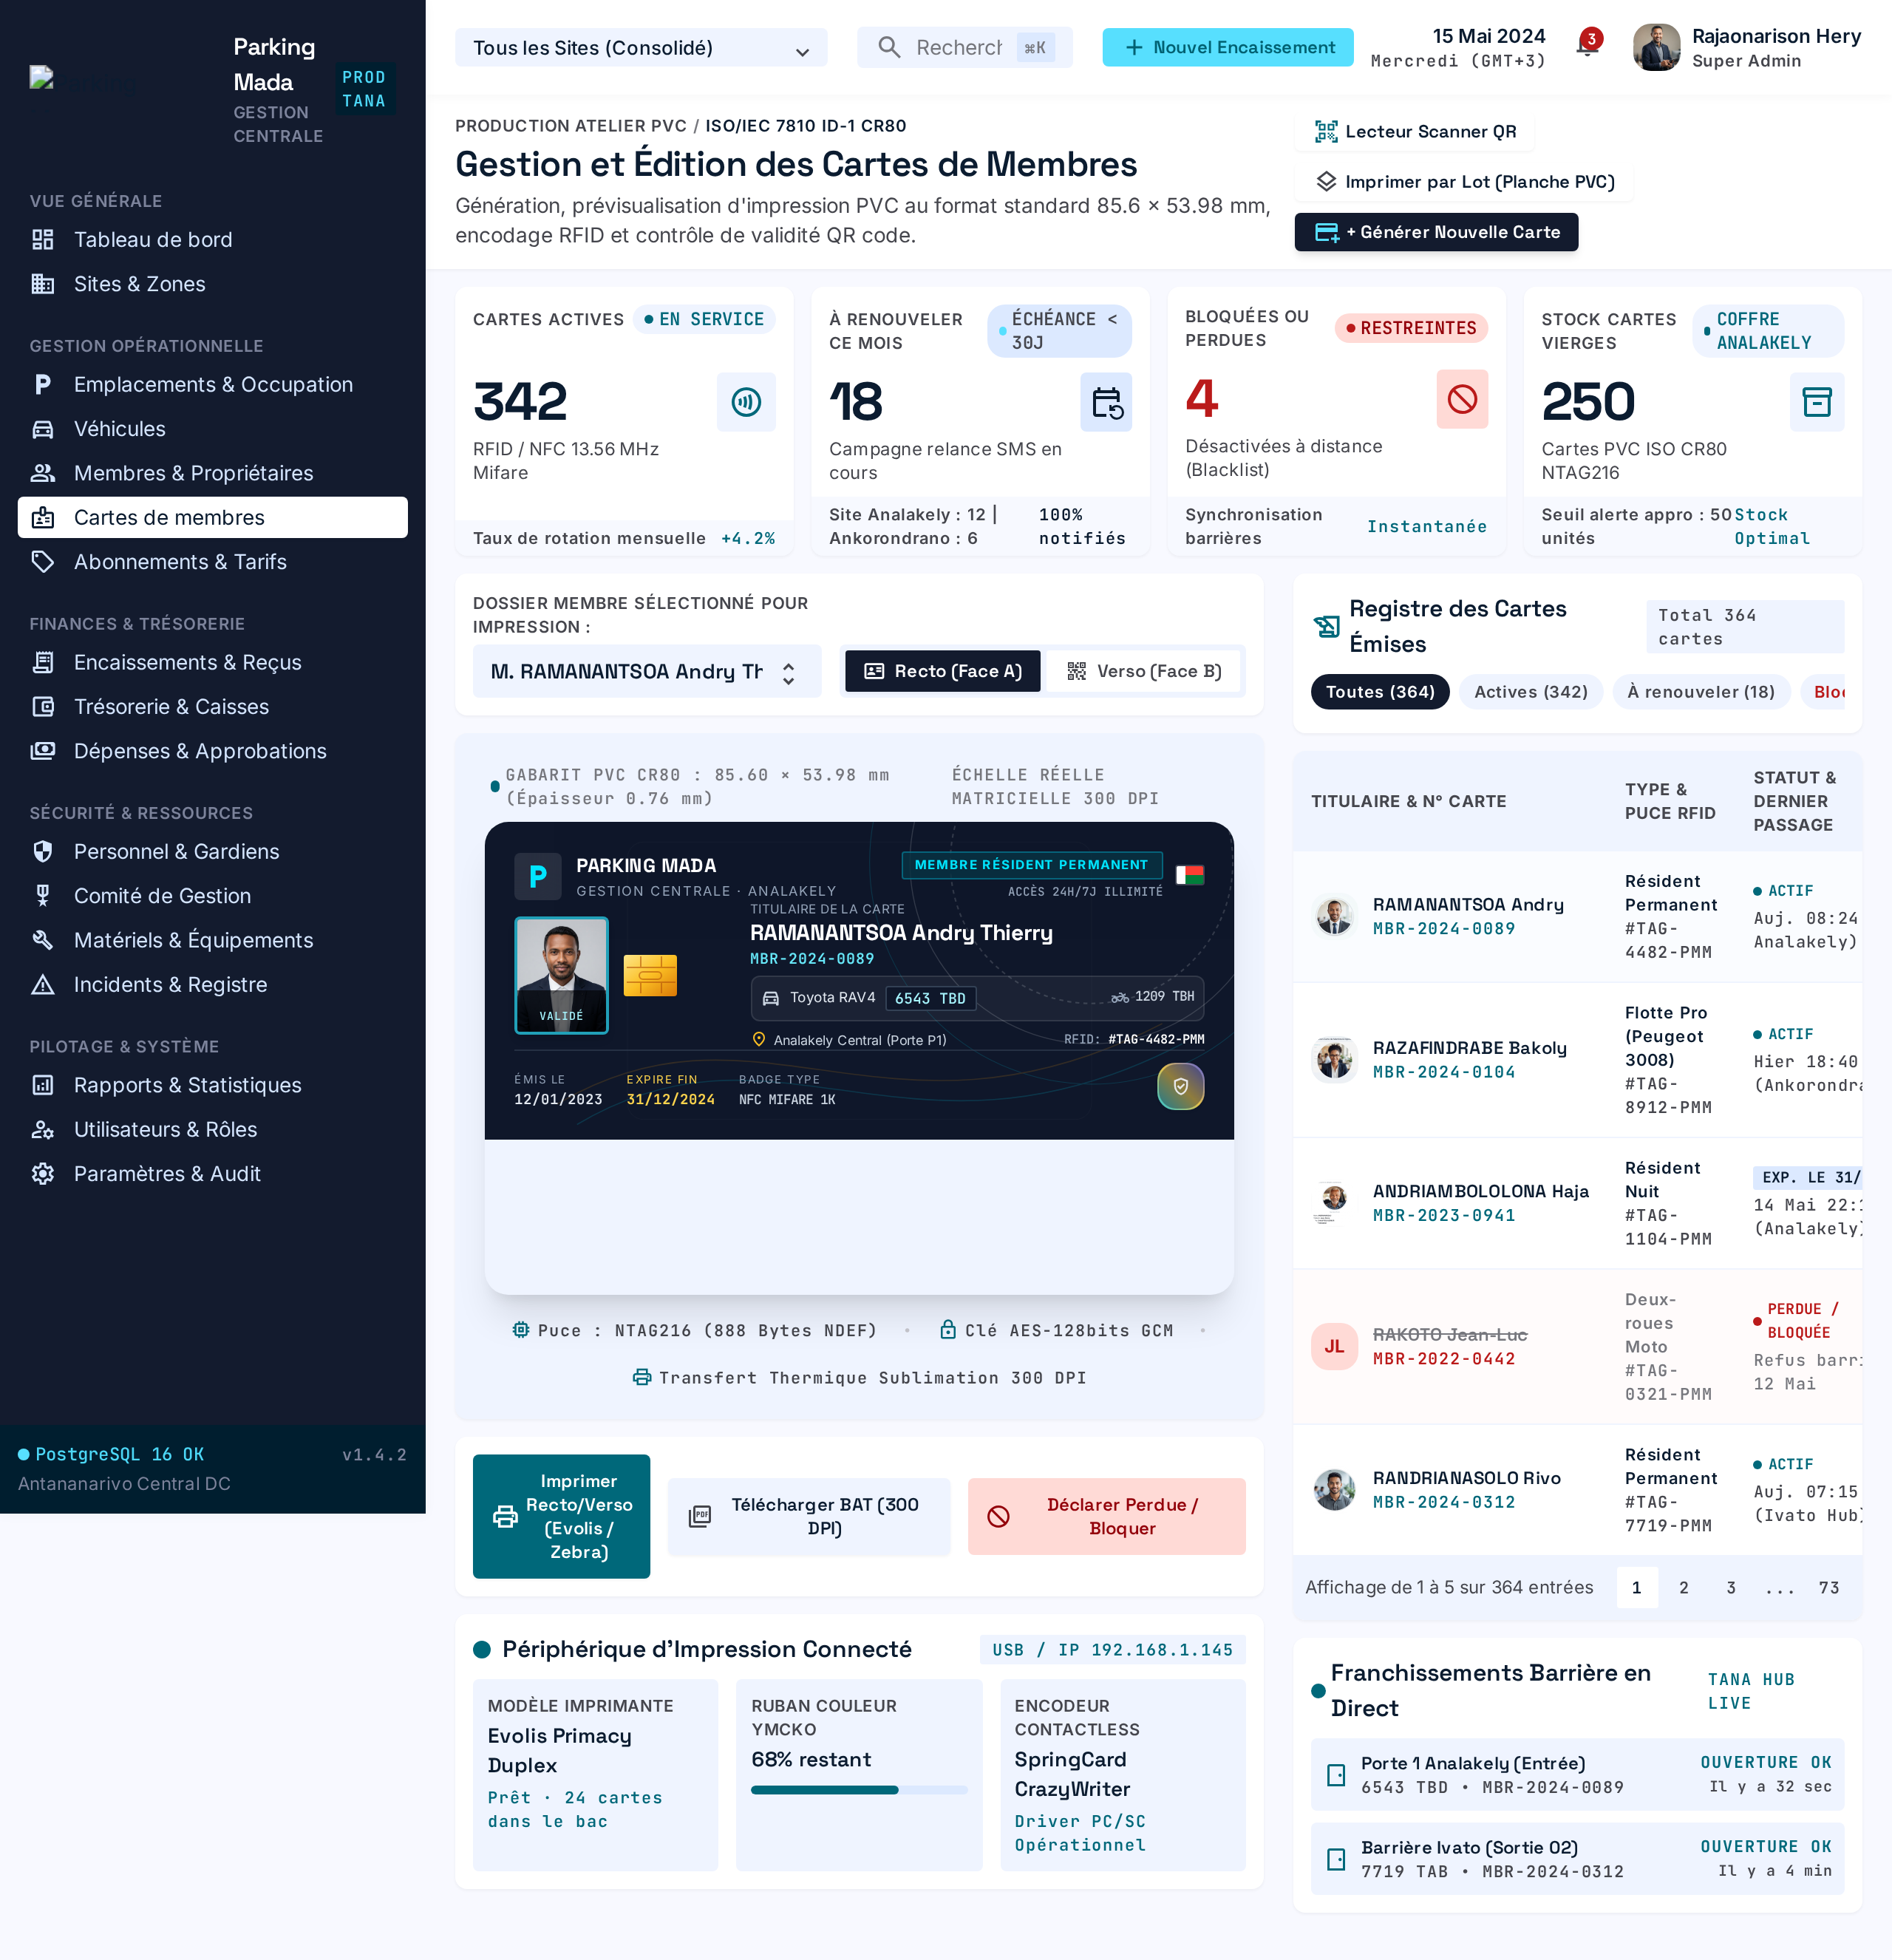 Parking Mada
GESTION CENTRALE
PROD TANA
VUE GÉNÉRALE
Tableau de bord
Sites & Zones
GESTION OPÉRATIONNELLE
Emplacements & Occupation
Véhicules
Membres & Propriétaires
Cartes de membres
Abonnements & Tarifs
FINANCES & TRÉSORERIE
Encaissements & Reçus
Trésorerie & Caisses
Dépenses & Approbations
SÉCURITÉ & RESSOURCES
Personnel & Gardiens
Comité de Gestion
Matériels & Équipements
Incidents & Registre
PILOTAGE & SYSTÈME
Rapports & Statistiques
Utilisateurs & Rôles
Paramètres & Audit
PostgreSQL 16 OK v1.4.2
Antananarivo Central DC
Tous les Sites (Consolidé)
Recherch ⌘K
Nouvel Encaissement
15 Mai 2024
Mercredi (GMT+3)
3
Rajaonarison Hery
Super Admin
PRODUCTION ATELIER PVC / ISO/IEC 7810 ID-1 CR80
Gestion et Édition des Cartes de Membres
Génération, prévisualisation d'impression PVC au format standard 85.6 × 53.98 mm,
encodage RFID et contrôle de validité QR code.
Lecteur Scanner QR
Imprimer par Lot (Planche PVC)
+ Générer Nouvelle Carte
CARTES ACTIVES
EN SERVICE
342
RFID / NFC 13.56 MHz
Mifare
Taux de rotation mensuelle +4.2%
À RENOUVELER
CE MOIS
ÉCHÉANCE <
30J
18
Campagne relance SMS en
cours
Site Analakely : 12 |
Ankorondrano : 6
100%
notifiés
BLOQUÉES OU
PERDUES
RESTREINTES
4
Désactivées à distance
(Blacklist)
Synchronisation
barrières
Instantanée
STOCK CARTES
VIERGES
COFFRE
ANALAKELY
250
Cartes PVC ISO CR80
NTAG216
Seuil alerte appro : 50
unités
Stock
Optimal
DOSSIER MEMBRE SÉLECTIONNÉ POUR
IMPRESSION :
M. RAMANANTSOA Andry Th
Recto (Face A)
Verso (Face B)
GABARIT PVC CR80 : 85.60 × 53.98 mm
(Épaisseur 0.76 mm)
ÉCHELLE RÉELLE
MATRICIELLE 300 DPI
P
PARKING MADA
GESTION CENTRALE · ANALAKELY
MEMBRE RÉSIDENT PERMANENT
ACCÈS 24H/7J ILLIMITÉ
VALIDÉ
TITULAIRE DE LA CARTE
RAMANANTSOA Andry Thierry
MBR-2024-0089
Toyota RAV4 6543 TBD 1209 TBH
Analakely Central (Porte P1) RFID: #TAG-4482-PMM
ÉMIS LE
12/01/2023
EXPIRE FIN
31/12/2024
BADGE TYPE
NFC MIFARE 1K
Puce : NTAG216 (888 Bytes NDEF) • Clé AES-128bits GCM •
Transfert Thermique Sublimation 300 DPI
Imprimer
Recto/Verso
(Evolis /
Zebra)
Télécharger BAT (300
DPI)
Déclarer Perdue /
Bloquer
Périphérique d'Impression Connecté
USB / IP 192.168.1.145
MODÈLE IMPRIMANTE
Evolis Primacy
Duplex
Prêt · 24 cartes
dans le bac
RUBAN COULEUR
YMCKO
68% restant
ENCODEUR
CONTACTLESS
SpringCard
CrazyWriter
Driver PC/SC
Opérationnel
Registre des Cartes
Émises
Total 364
cartes
Toutes (364)
Actives (342)
À renouveler (18)
Bloq
TITULAIRE & N° CARTE
TYPE &
PUCE RFID
STATUT &
DERNIER
PASSAGE
RAMANANTSOA Andry
MBR-2024-0089
Résident
Permanent
#TAG-
4482-PMM
ACTIF
Auj. 08:24
Analakely)
RAZAFINDRABE Bakoly
MBR-2024-0104
Flotte Pro
(Peugeot
3008)
#TAG-
8912-PMM
ACTIF
Hier 18:40
(Ankorondra
ANDRIAMBOLOLONA Haja
MBR-2023-0941
Résident
Nuit
#TAG-
1104-PMM
EXP. LE 31/
14 Mai 22:1
(Analakely)
JL
RAKOTO Jean-Luc
MBR-2022-0442
Deux-
roues
Moto
#TAG-
0321-PMM
PERDUE /
BLOQUÉE
Refus barri
12 Mai
RANDRIANASOLO Rivo
MBR-2024-0312
Résident
Permanent
#TAG-
7719-PMM
ACTIF
Auj. 07:15
(Ivato Hub)
Affichage de 1 à 5 sur 364 entrées
1 2 3 ... 73
Franchissements Barrière en
Direct
TANA HUB
LIVE
Porte 1 Analakely (Entrée)
6543 TBD • MBR-2024-0089
OUVERTURE OK
Il y a 32 sec
Barrière Ivato (Sortie 02)
7719 TAB • MBR-2024-0312
OUVERTURE OK
Il y a 4 min